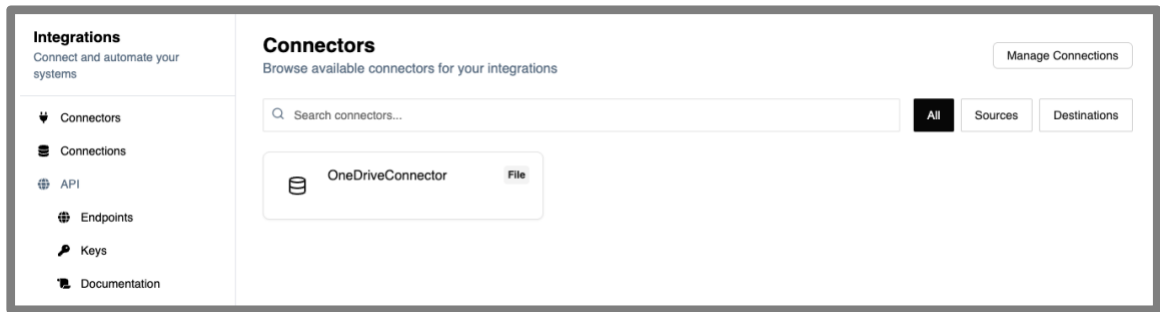 Integrations
Connect and automate your
systems
Connectors
Connections
API
Endpoints
Keys
Documentation
Connectors
Browse available connectors for your integrations
Manage Connections
Search connectors...
All
Sources
Destinations
OneDriveConnector
File